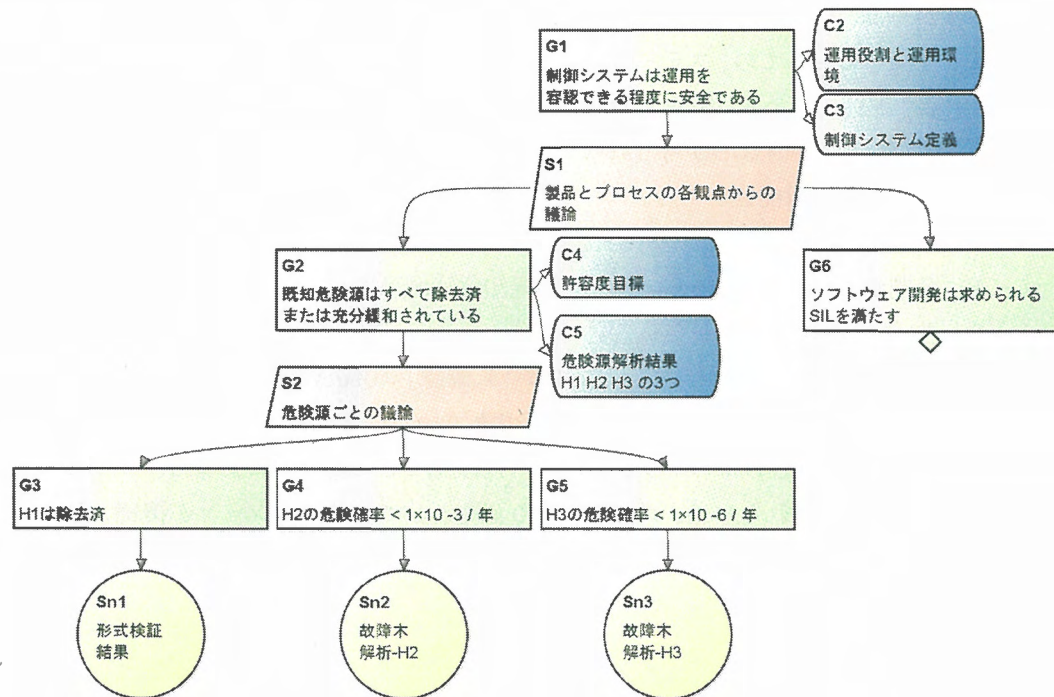 G1
制御システムは運用を
容認できる程度に安全である
C2
運用役割と運用環
境
C3
制御システム定義
S1
製品とプロセスの各観点からの
議論
G2
既知危険源はすべて除去済
または充分緩和されている
C4
許容度目標
C5
危険源解析結果
H1 H2 H3 の3つ
G6
ソフトウェア開発は求められる
SILを満たす
S2
危険源ごとの議論
G3
H1は除去済
G4
H2の危険確率 < 1×10 -3 / 年
G5
H3の危険確率 < 1×10 -6 / 年
Sn1
形式検証
結果
Sn2
故障木
解析-H2
Sn3
故障木
解析-H3